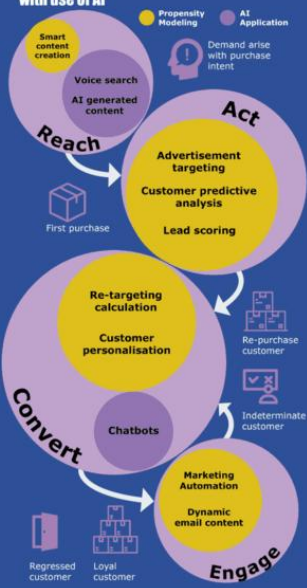 with use of AI
Propensity
Modeling
AI
Application
Smart
content
creation
Voice search
AI generated
content
Reach
Demand arise
with purchase
intent
Act
Advertisement
targeting
Customer predictive
analysis
Lead scoring
First purchase
Re-targeting
calculation
Customer
personalisation
Re-purchase
customer
Chatbots
Convert
Indeterminate
customer
Marketing
Automation
Dynamic
email content
Engage
Regressed
customer
Loyal
customer